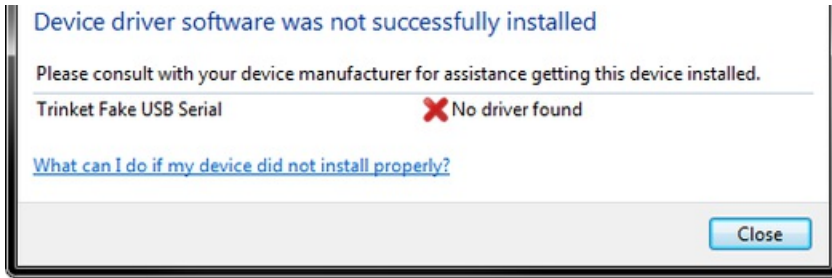 Device driver software was not successfully installed
Please consult with your device manufacturer for assistance getting this device installed.
Trinket Fake USB Serial No driver found
What can I do if my device did not install properly?
Close